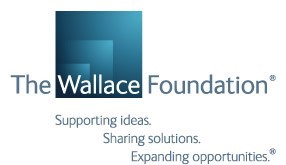 The Wallace Foundation®
Supporting ideas.
Sharing solutions.
Expanding opportunities.®